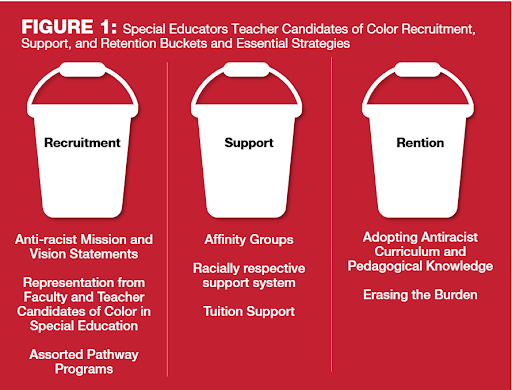 FIGURE 1: Special Educators Teacher Candidates of Color Recruitment,
Support, and Retention Buckets and Essential Strategies
Recruitment
Anti-racist Mission and
Vision Statements
Representation from
Faculty and Teacher
Candidates of Color in
Special Education
Assorted Pathway
Programs
Support
Affinity Groups
Racially respective
support system
Tuition Support
Rention
Adopting Antiracist
Curriculum and
Pedagogical Knowledge
Erasing the Burden